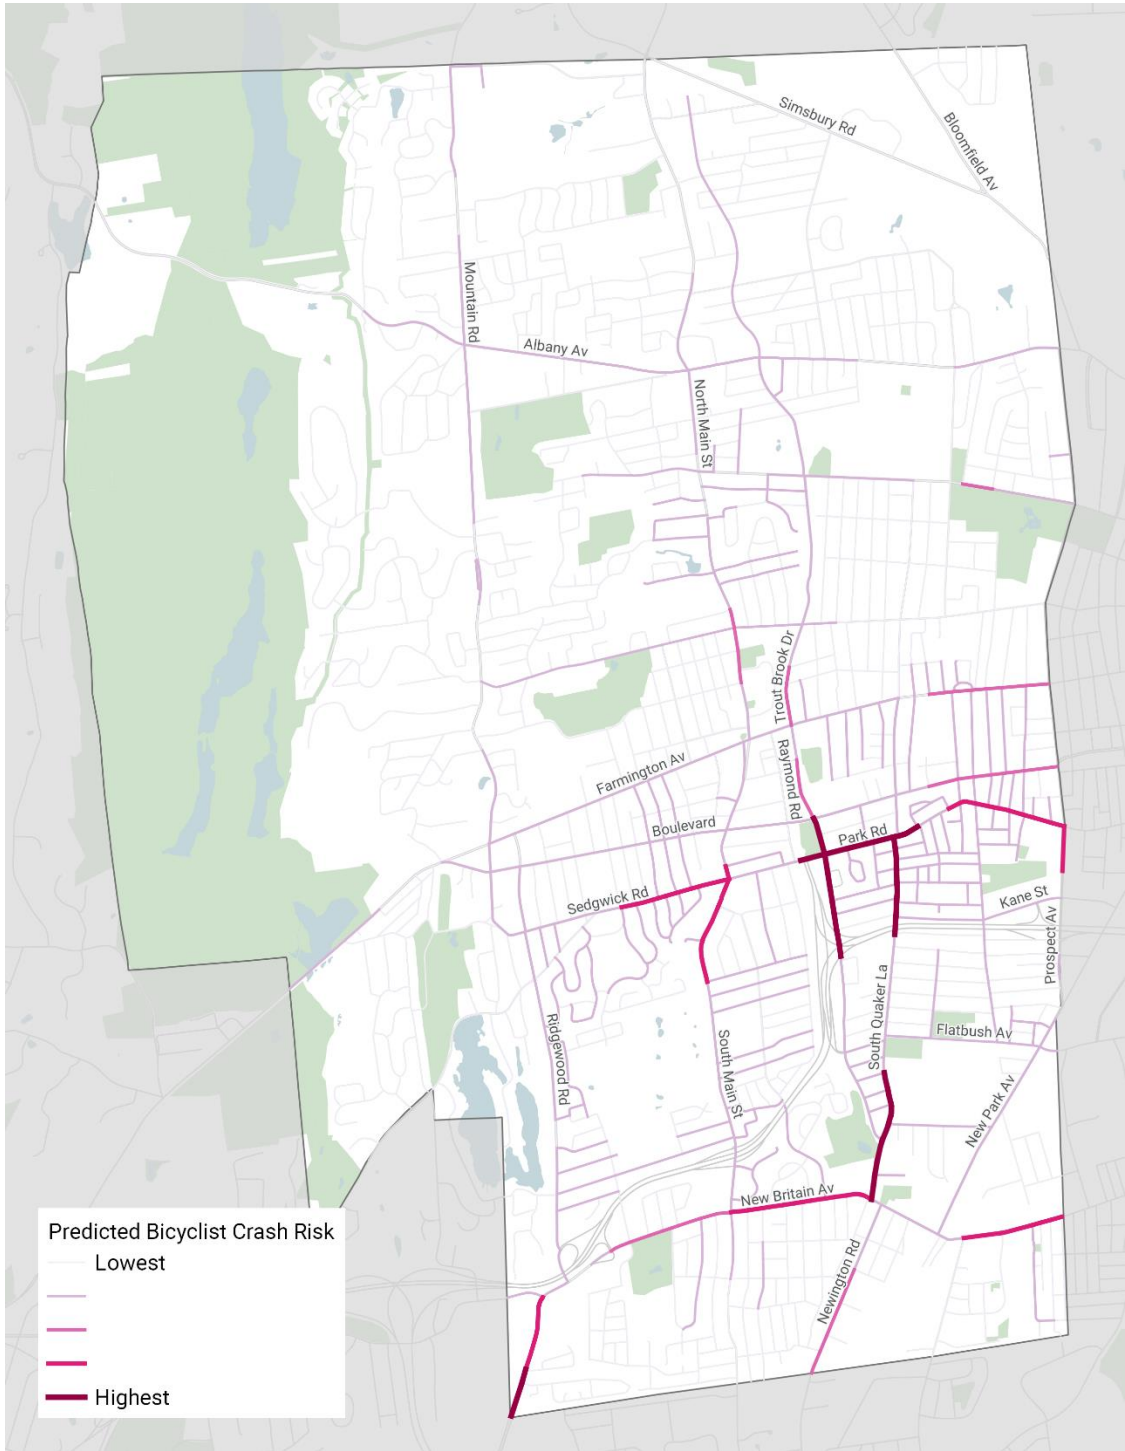 Simsbury Rd
Bloomfield Av
Mountain Rd
Albany Av
North Main St
Trout Brook Dr
Raymond Rd
Farmington Av
Boulevard
Park Rd
Sedgwick Rd
Kane St
Prospect Av
South Quaker La
Ridgewood Rd
South Main St
Flatbush Av
New Park Av
New Britain Av
Newington Rd
Predicted Bicyclist Crash Risk
Lowest
Highest